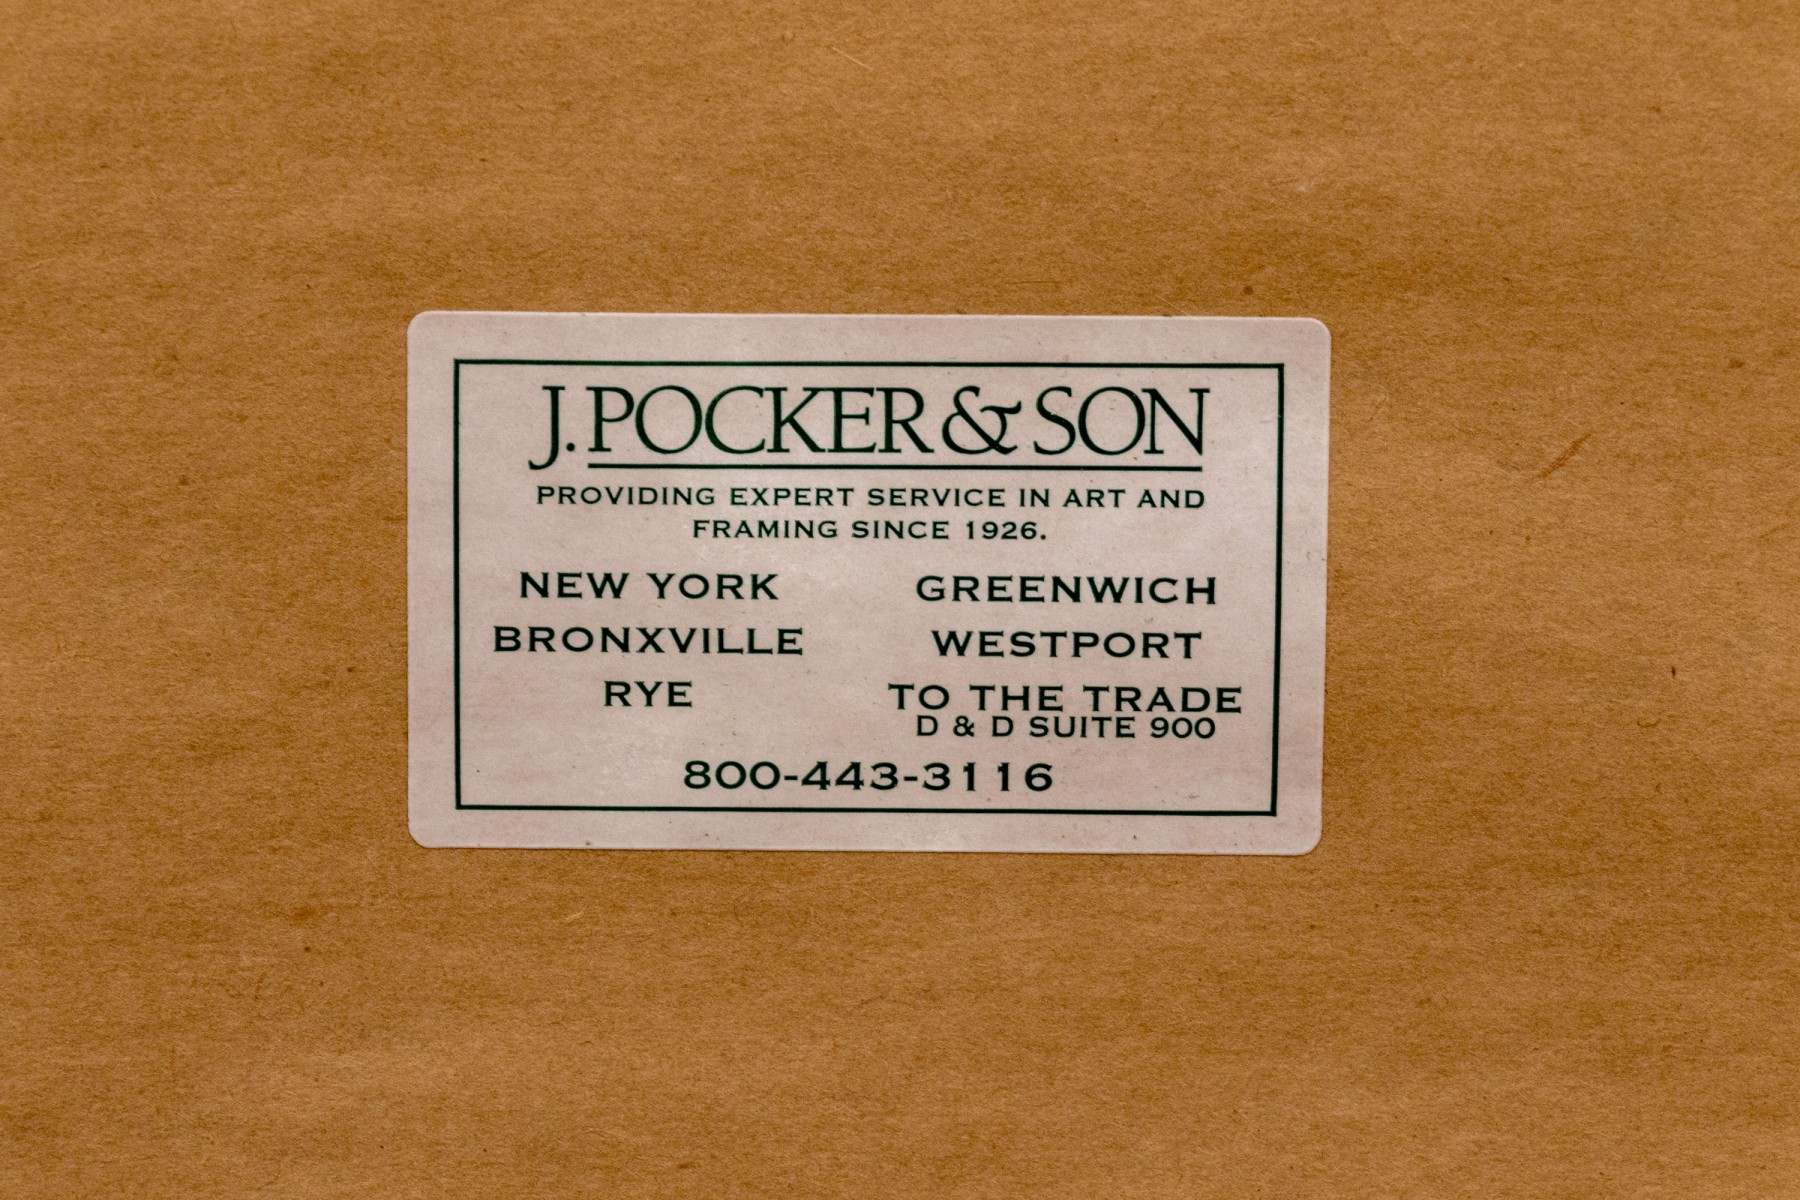 J. POCKER & SON
PROVIDING EXPERT SERVICE IN ART AND
FRAMING SINCE 1926.
NEW YORK
BRONXVILLE
RYE
GREENWICH
WESTPORT
TO THE TRADE
D & D SUITE 900
800-443-3116